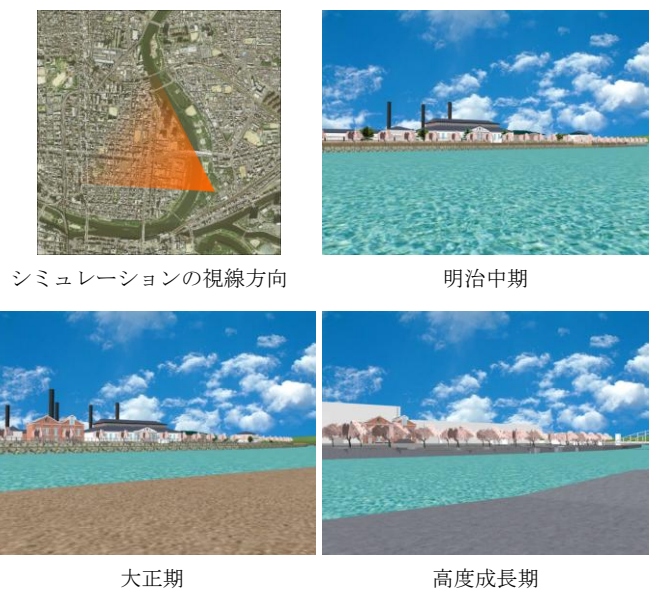 シミュレーションの視線方向
明治中期
大正期
高度成長期